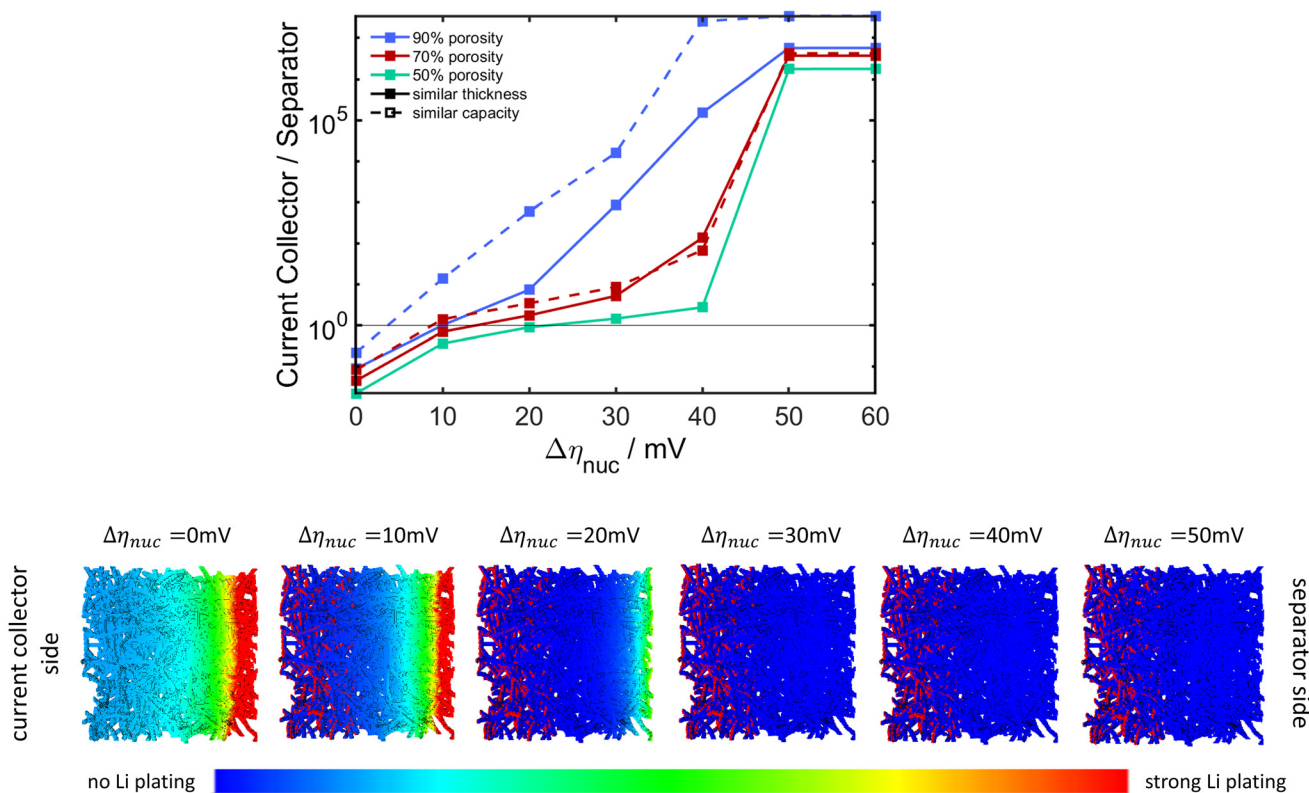 Current Collector / Separator
10^5
10^0
90% porosity
70% porosity
50% porosity
similar thickness
similar capacity
0 10 20 30 40 50 60
Δη_nuc / mV
Δη_nuc =0mV Δη_nuc =10mV Δη_nuc =20mV Δη_nuc =30mV Δη_nuc =40mV Δη_nuc =50mV
current collector
side
separator side
no Li plating strong Li plating